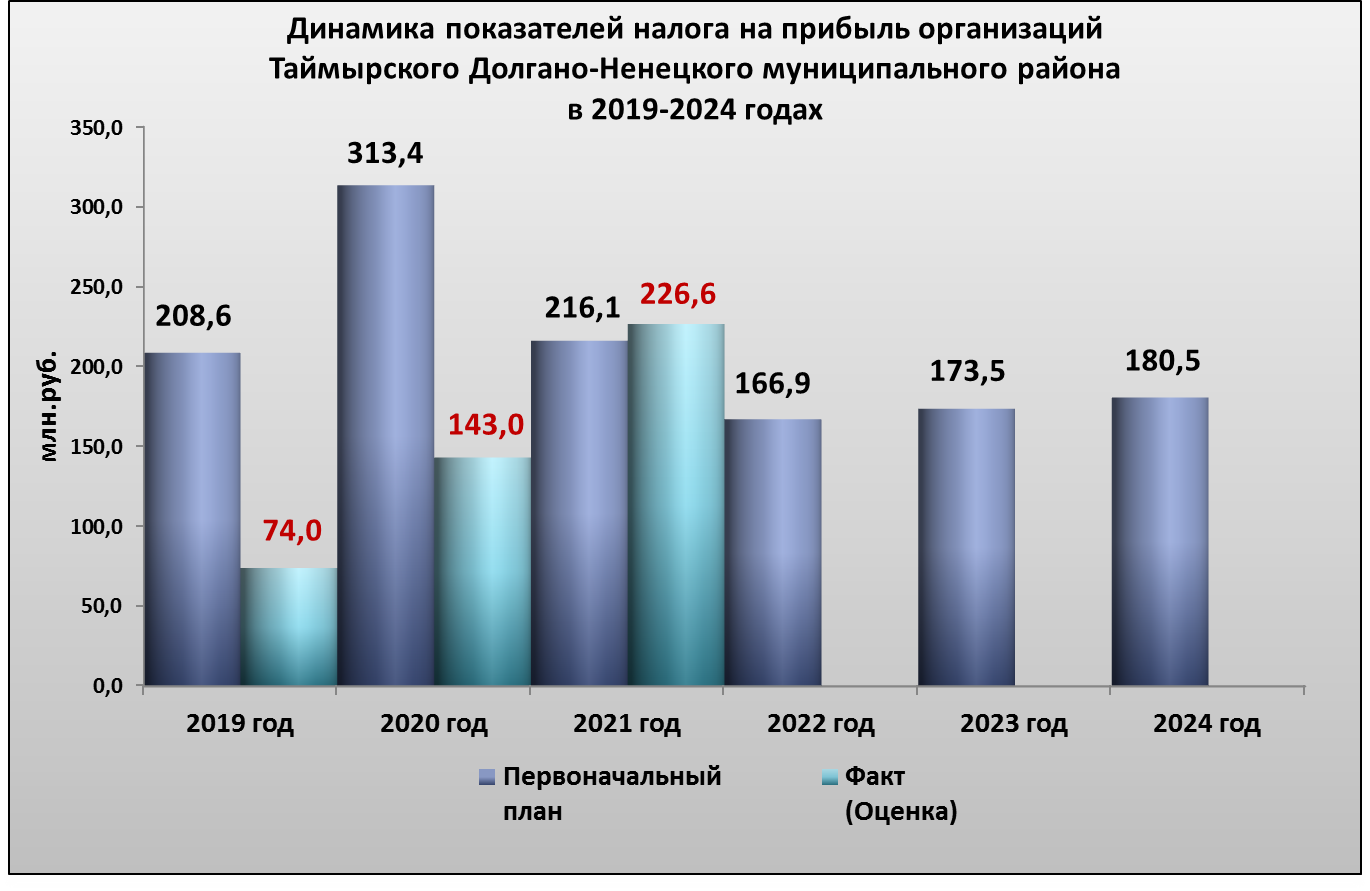 Динамика показателей налога на прибыль организаций
Таймырского Долгано-Ненецкого муниципального района
в 2019-2024 годах
млн.руб.
350,0
300,0
250,0
200,0
150,0
100,0
50,0
0,0
208,6
74,0
313,4
143,0
216,1
226,6
166,9
173,5
180,5
2019 год
2020 год
2021 год
2022 год
2023 год
2024 год
Первоначальный
план
Факт
(Оценка)